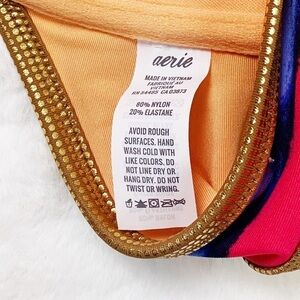 aerie
MADE IN VIETNAM
FABRIQUÉ AU
VIETNAM
RN 54485 CA 03873
80% NYLON
20% ELASTANE
AVOID ROUGH
SURFACES. HAND
WASH COLD WITH
LIKE COLORS. DO
NOT LINE DRY OR
HANG DRY. DO NOT
TWIST OR WRING.